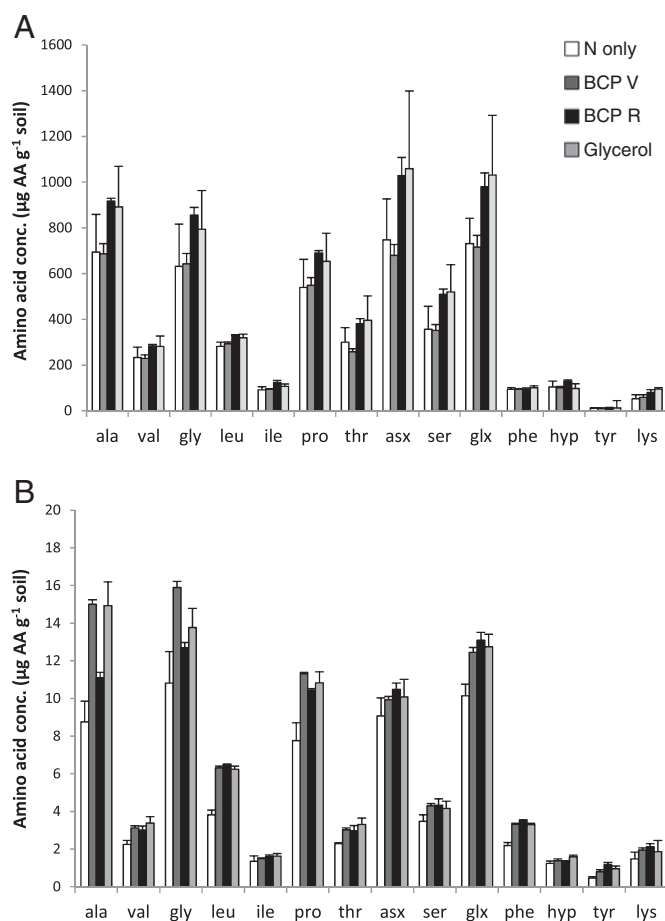 A
1600
1400
1200
1000
800
600
400
200
0
Amino acid conc. (µg AA g⁻¹ soil)
N only
BCP V
BCP R
Glycerol
ala val gly leu ile pro thr asx ser glx phe hyp tyr lys
B
20
18
16
14
12
10
8
6
4
2
0
Amino acid conc. (µg AA g⁻¹ soil)
ala val gly leu ile pro thr asx ser glx phe hyp tyr lys